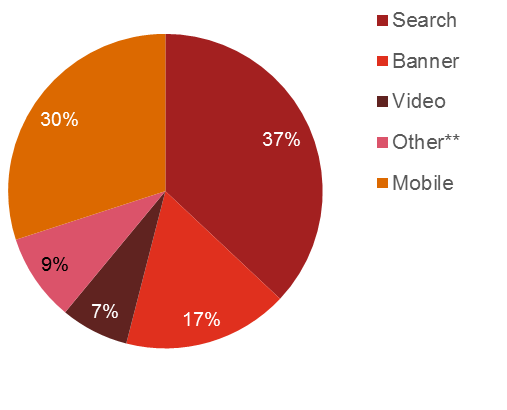 Search
Banner
Video
Other**
Mobile
37%
30%
9%
7%
17%